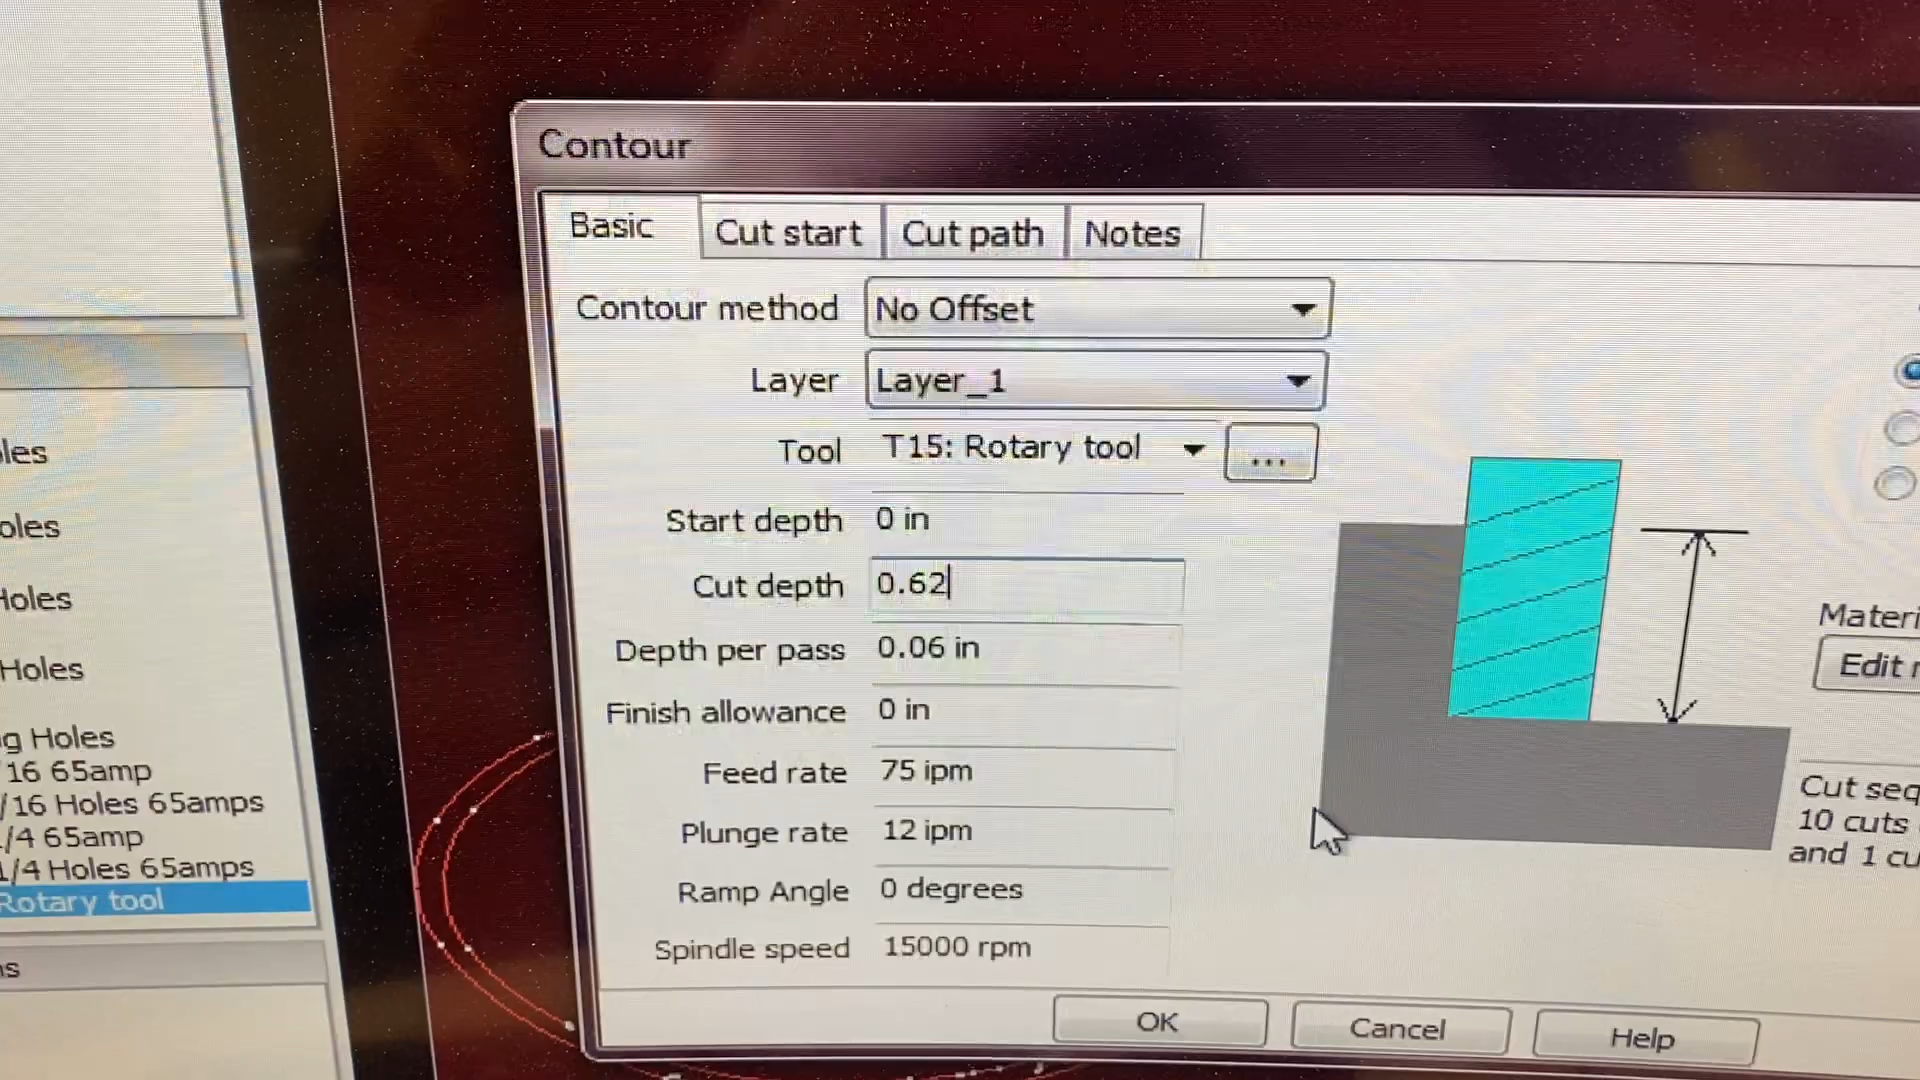 Contour
Basic
Cut start
Cut path
Notes
Contour method No Offset
Layer Layer_1
Tool T15: Rotary tool ...
Start depth 0 in
Cut depth 0.62
Depth per pass 0.06 in
Finish allowance 0 in
Feed rate 75 ipm
Plunge rate 12 ipm
Ramp Angle 0 degrees
Spindle speed 15000 rpm
OK
Cancel
Help
Edit
Cut
10 cuts
and 1
Holes
g Holes
16 65amp
/16 Holes 65amps
/4 65amp
1/4 Holes 65amps
Rotary tool